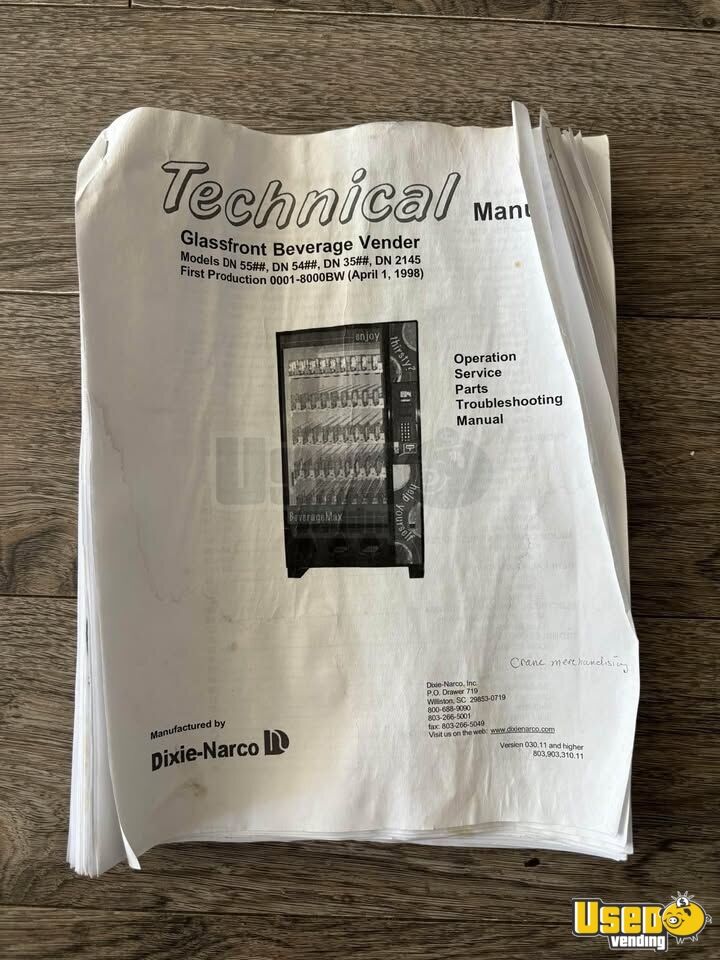 Technical Manu
Glassfront Beverage Vender
Models DN 55##, DN 54##, DN 35##, DN 2145
First Production 0001-8000BW (April 1, 1998)
enjoy
thirsty?
Operation
Service
Parts
Troubleshooting
Manual
help yourself
BeverageMax
Crane merchandising
Dixie-Narco, Inc.
P.O. Drawer 719
Williston, SC 29853-0719
800-688-9090
803-266-5001
fax: 803-266-5049
Visit us on the web: www.dixienarco.com
Version 030.11 and higher
803,903,310.11
Manufactured by
Dixie-Narco
Used
vending